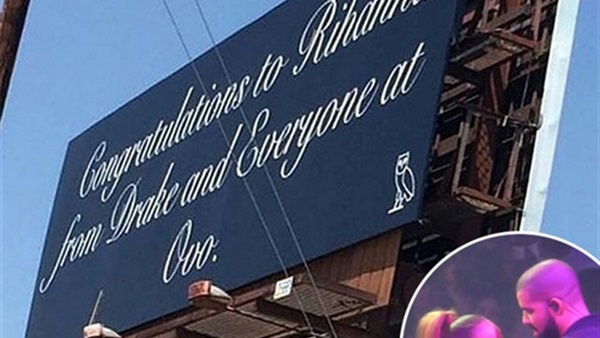 Congratulations to Rihanna
from Drake and Everyone at
Ovo.